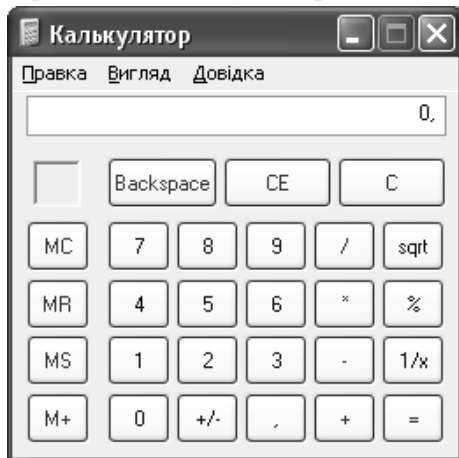 Калькулятор
Правка Вигляд Довідка
0,
Backspace CE C
MC 7 8 9 / sqrt
MR 4 5 6 * %
MS 1 2 3 - 1/x
M+ 0 +/- , + =